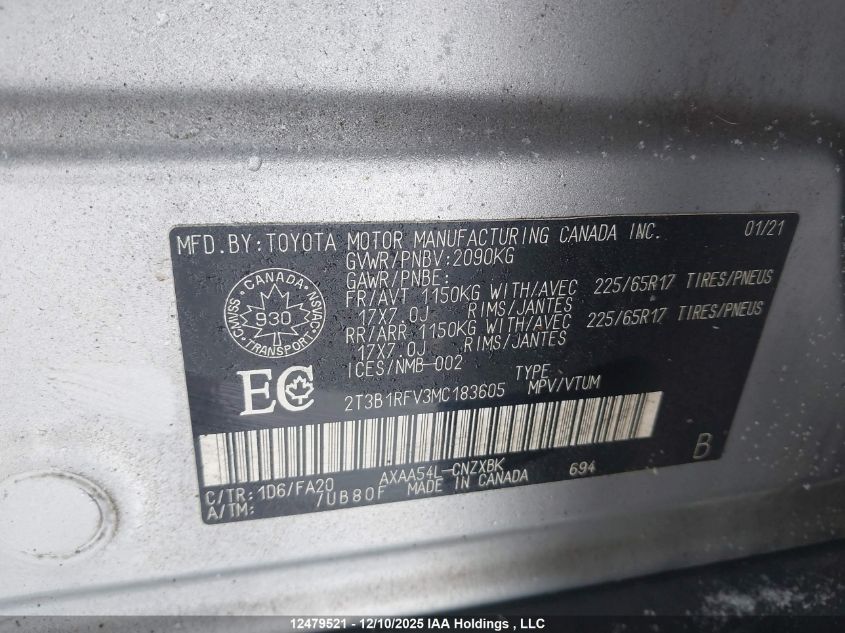 MFD.BY:TOYOTA MOTOR MANUFACTURING CANADA INC. 01/21
GVWR/PNBV:2090KG
GAWR/PNBE:
FR/AVT 1150KG WITH/AVEC 225/65R17 TIRES/PNEUS
17X7.0J RIMS/JANTES
RR/ARR 1150KG WITH/AVEC 225/65R17 TIRES/PNEUS
17X7.0J RIMS/JANTES
ICES/NMB-002 TYPE
2T3B1RFV3MC183605 MPV/VTUM
CANADA
CMVSS 930 NSVAC
TRANSPORT
EC
B
C/TR:1D6/FA20 AXAA54L-CNZXBK 694
A/TM: /UB80F MADE IN CANADA
12479521 - 12/10/2025 IAA Holdings , LLC